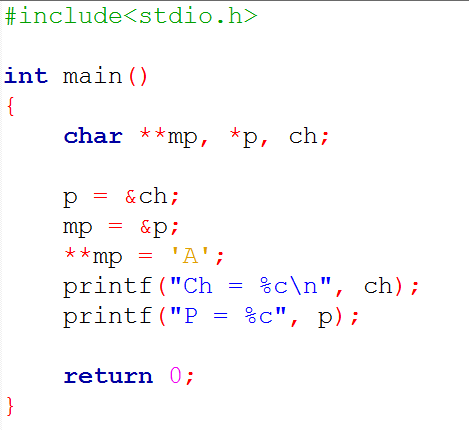 #include<stdio.h>
int main()
{
char **mp, *p, ch;
p = &ch;
mp = &p;
**mp = 'A';
printf("Ch = %c\n", ch);
printf("P = %c", p);
return 0;
}